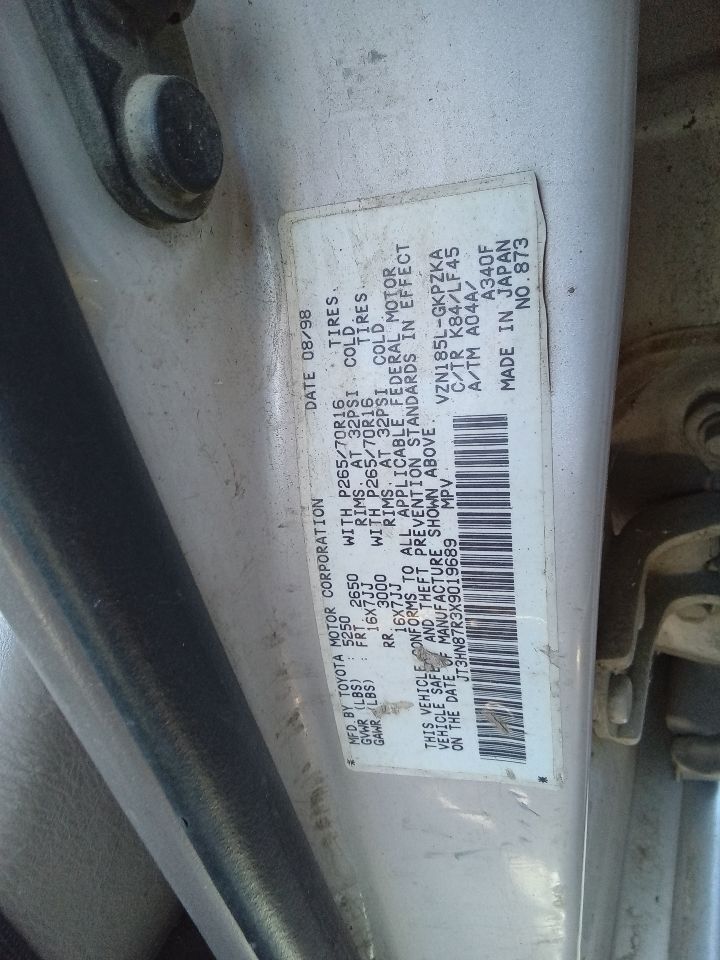 MFD. BY TOYOTA MOTOR CORPORATION DATE 08/98
GVWR (LBS) : 5250
GAWR (LBS) : FRT 2650 WITH P265/70R16 TIRES.
16X7JJ RIMS. AT 32PSI COLD
RR 3000 WITH P265/70R16 TIRES
16X7JJ RIMS AT 32PSI COLD.
THIS VEHICLE CONFORMS TO ALL APPLICABLE FEDERAL MOTOR
VEHICLE SAFETY AND THEFT PREVENTION STANDARDS IN EFFECT
ON THE DATE OF MANUFACTURE SHOWN ABOVE.
JT3HN87R3X9019689 MPV
VZN185L-GKPZKA
C/TR K84/LF45
A/TM A04A/
A340F
MADE IN JAPAN
NO.873